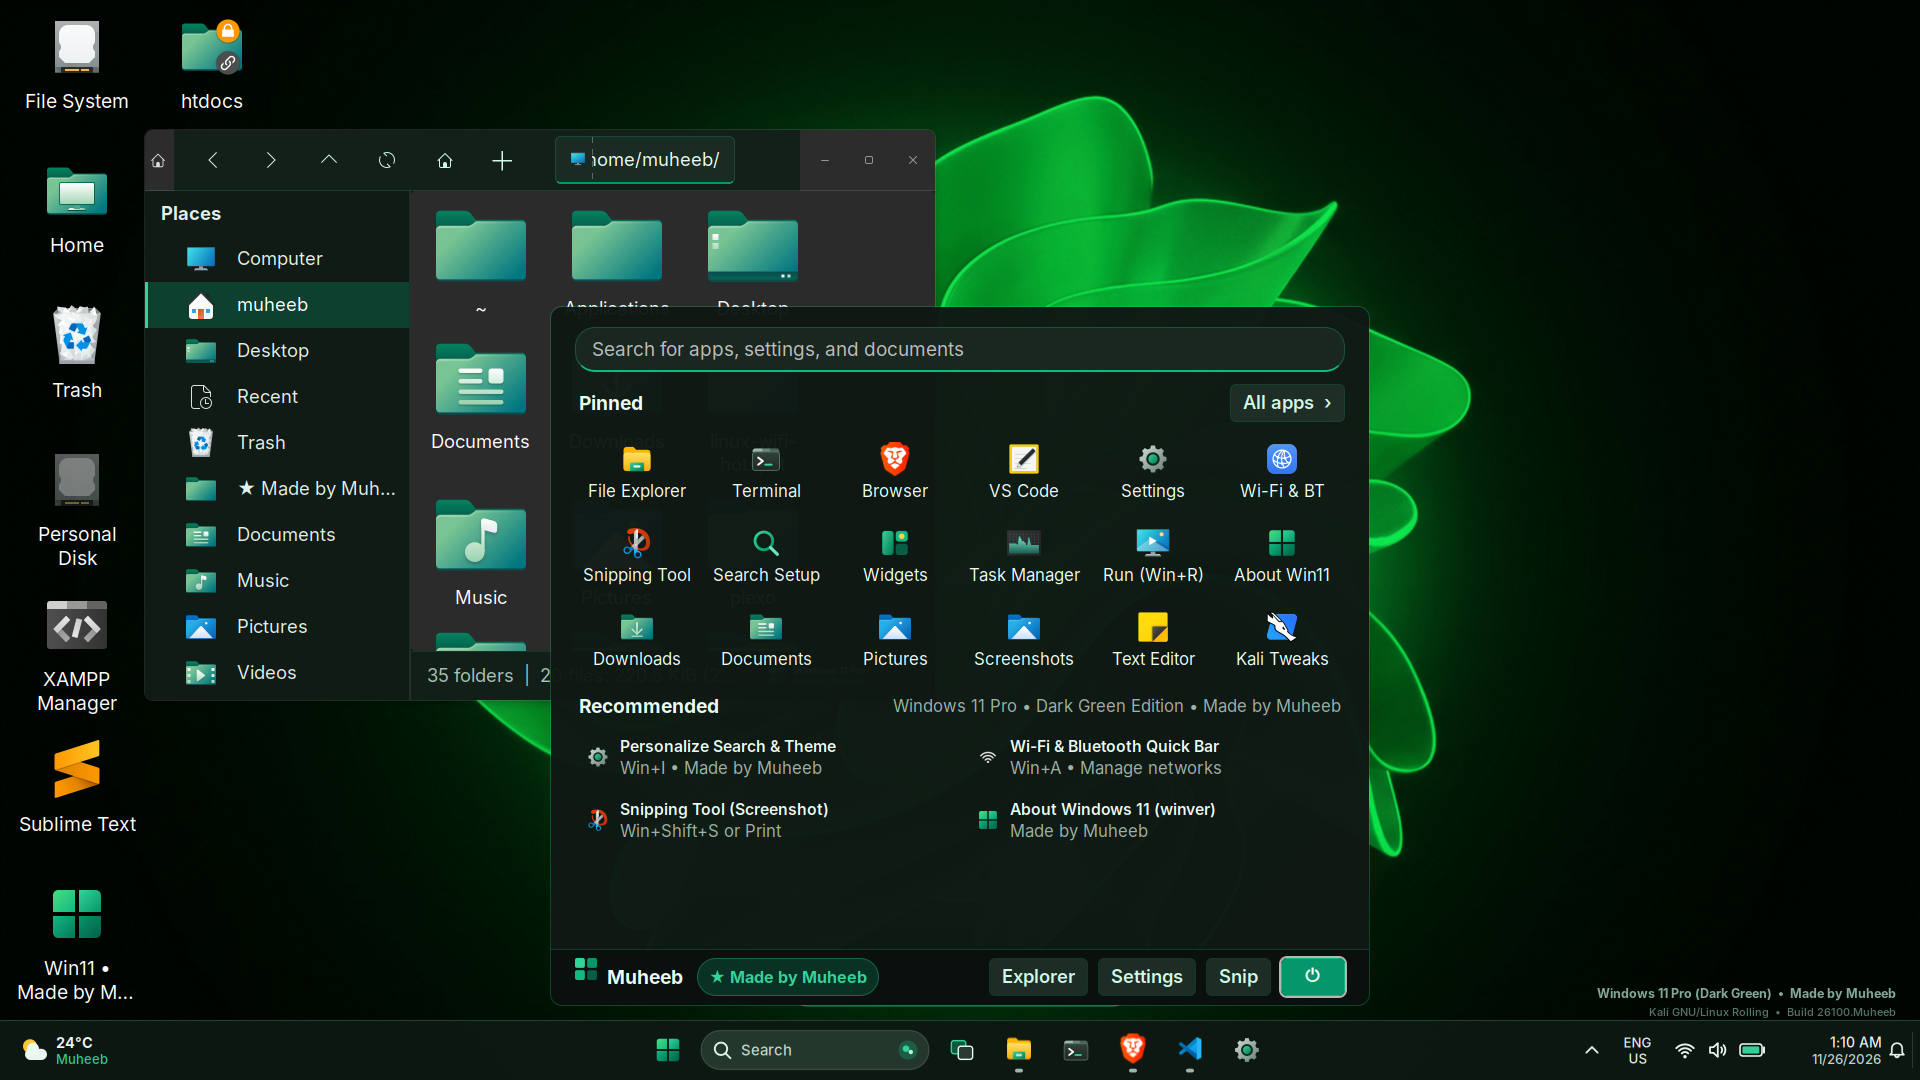 File System
htdocs
Home
Trash
Personal
Disk
XAMPP
Manager
Sublime Text
Win11 •
Made by M...
home/muheeb/
Places
Computer
muheeb
Desktop
Recent
Trash
★ Made by Muh...
Documents
Music
Pictures
Videos
~
Applications
Desktop
Documents
Music
35 folders | 2
Search for apps, settings, and documents
Pinned
All apps ›
File Explorer
Terminal
Browser
VS Code
Settings
Wi-Fi & BT
Snipping Tool
Search Setup
Widgets
Task Manager
Run (Win+R)
About Win11
Downloads
Documents
Pictures
Screenshots
Text Editor
Kali Tweaks
Recommended
Windows 11 Pro • Dark Green Edition • Made by Muheeb
Personalize Search & Theme
Win+I • Made by Muheeb
Wi-Fi & Bluetooth Quick Bar
Win+A • Manage networks
Snipping Tool (Screenshot)
Win+Shift+S or Print
About Windows 11 (winver)
Made by Muheeb
Muheeb
★ Made by Muheeb
Explorer
Settings
Snip
Windows 11 Pro (Dark Green) • Made by Muheeb
Kali GNU/Linux Rolling • Build 26100.Muheeb
24°C
Muheeb
Search
ENG
US
1:10 AM
11/26/2026